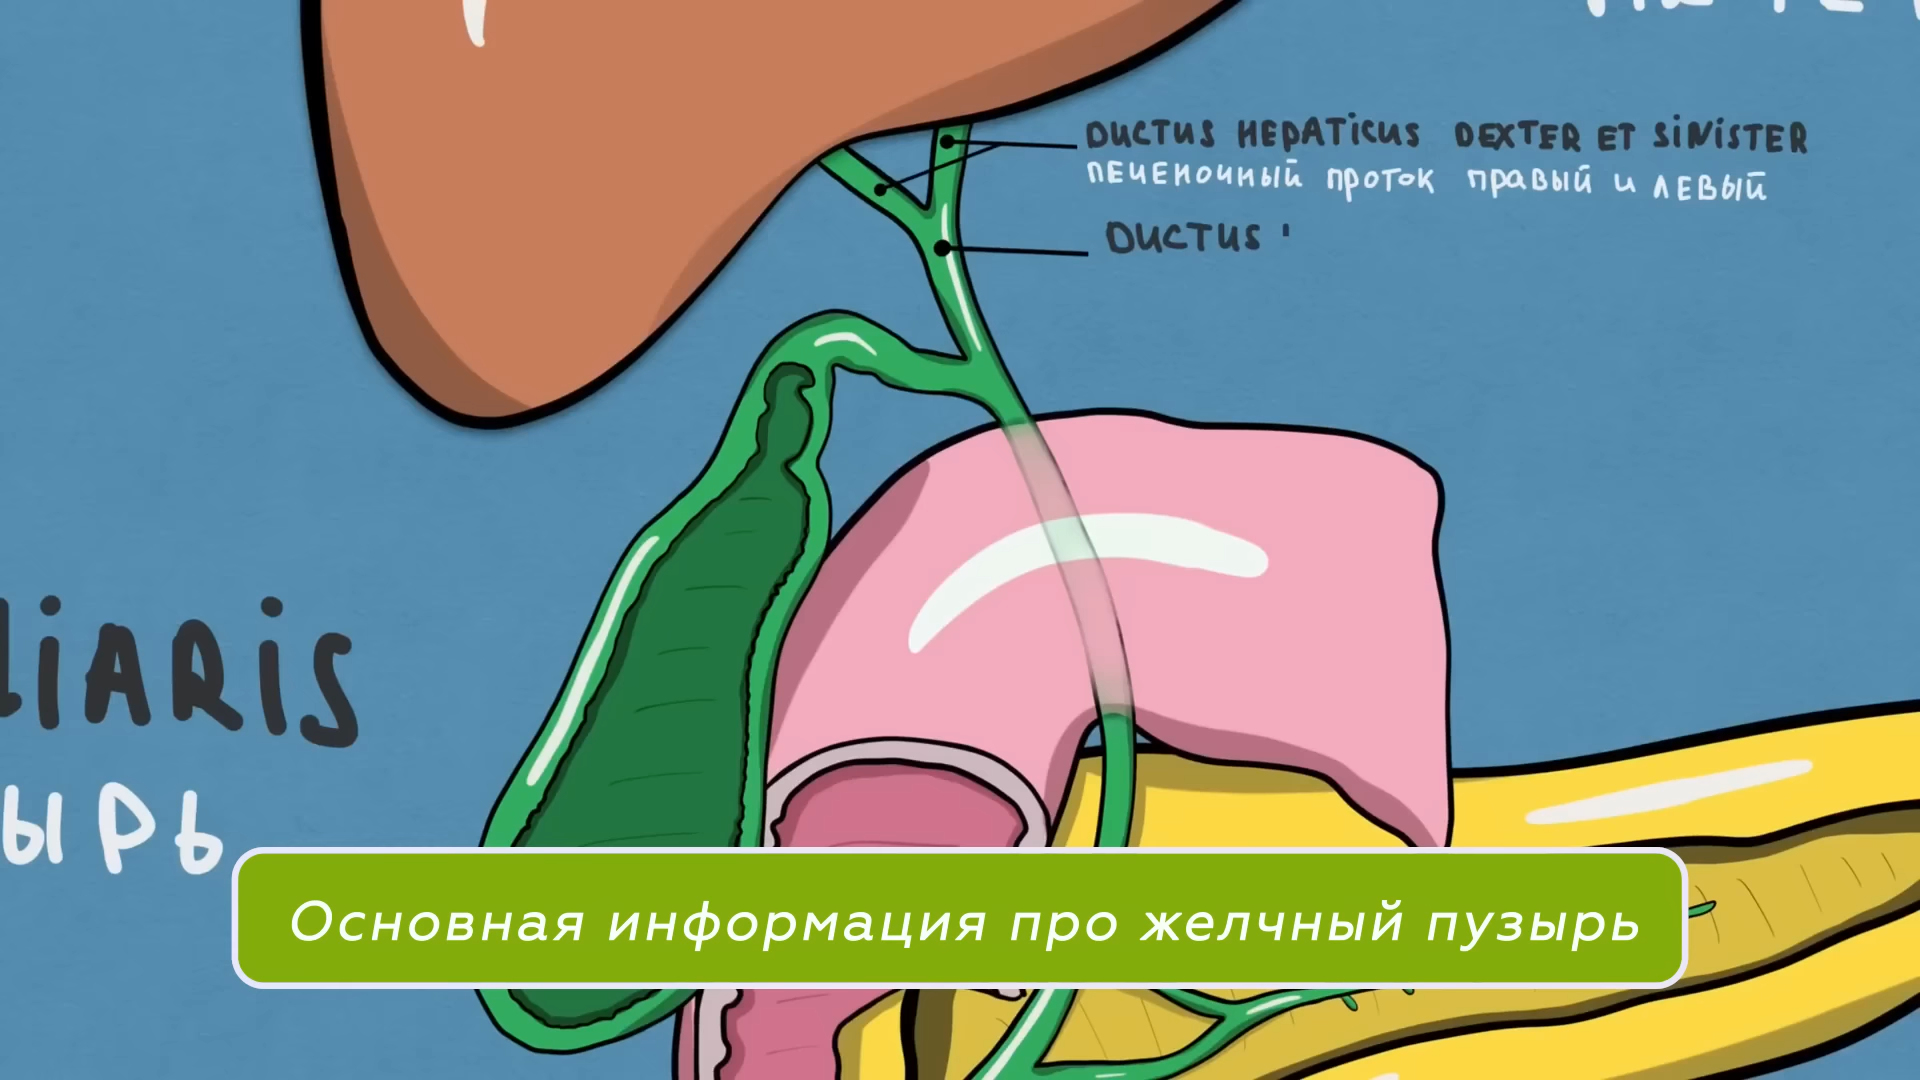 DUCTUS HEPATICUS DEXTER ET SINISTER
печеночный проток правый и левый
DUCTUS
LIARIS
ырь
Основная информация про желчный пузырь